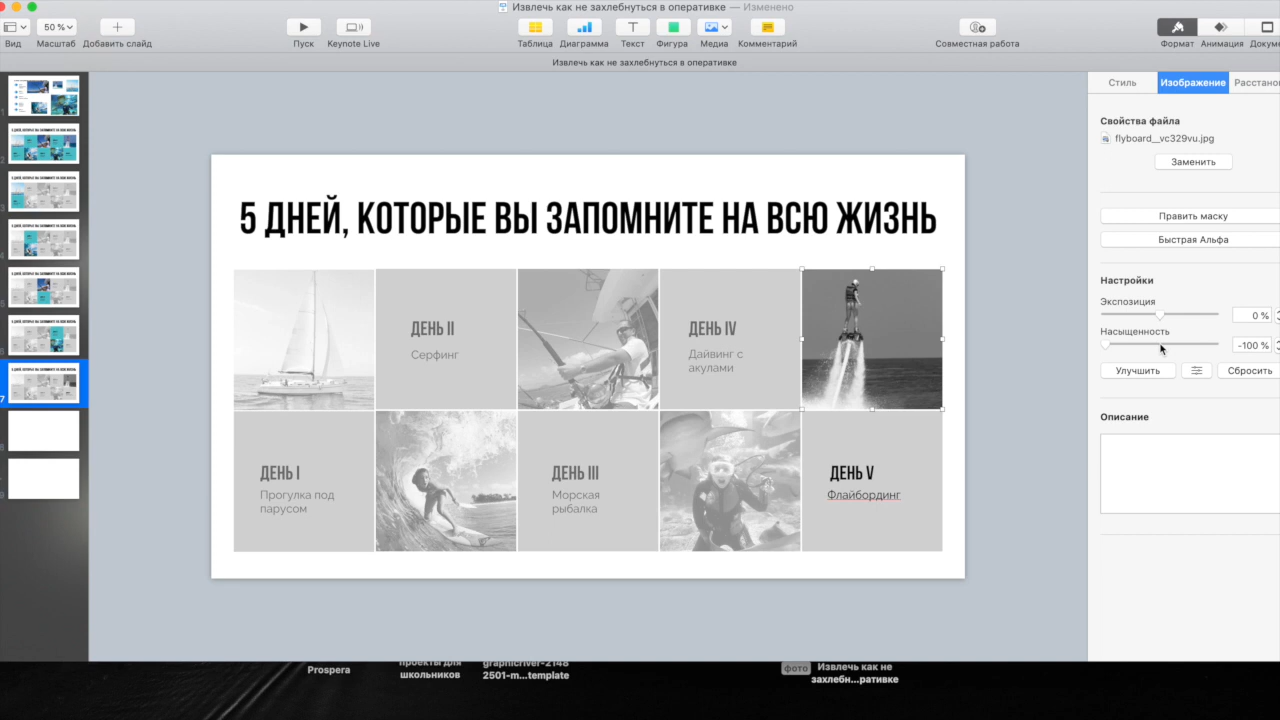 Извлечь как не захлебнуться в оперативке — Изменено
50 %
Вид
Масштаб
Добавить слайд
Пуск
Keynote Live
Таблица
Диаграмма
Текст
Фигура
Медиа
Комментарий
Совместная работа
Формат
Анимация
Докуме
Извлечь как не захлебнуться в оперативке
Стиль
Изображение
Расстанов
Свойства файла
flyboard__vc329vu.jpg
Заменить
Править маску
Быстрая Альфа
Настройки
Экспозиция
0 %
Насыщенность
-100 %
Улучшить
Сбросить
Описание
5 ДНЕЙ, КОТОРЫЕ ВЫ ЗАПОМНИТЕ НА ВСЮ ЖИЗНЬ
ДЕНЬ II
Серфинг
ДЕНЬ IV
Дайвинг с
акулами
ДЕНЬ I
Прогулка под
парусом
ДЕНЬ III
Морская
рыбалка
ДЕНЬ V
Флайбординг
7
Prospera
проекты для
школьников
graphicriver-2148
2501-m...template
фото
Извлечь как не
захлебн...ративке